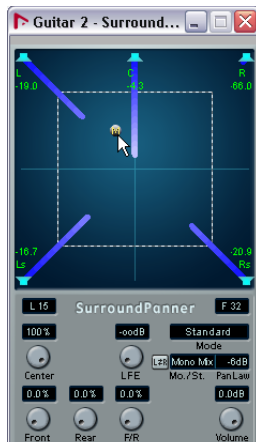 Guitar 2 - Surround...
L C R
-19.0 -4.3 -66.0
M
-16.7 -20.9
Ls Rs
L 15 SurroundPanner F 32
100% -oodB Standard
Mode
L≠R Mono Mix -6dB
Center LFE Mo./St. PanLaw
0.0% 0.0% 0.0% 0.0dB
Front Rear F/R Volume